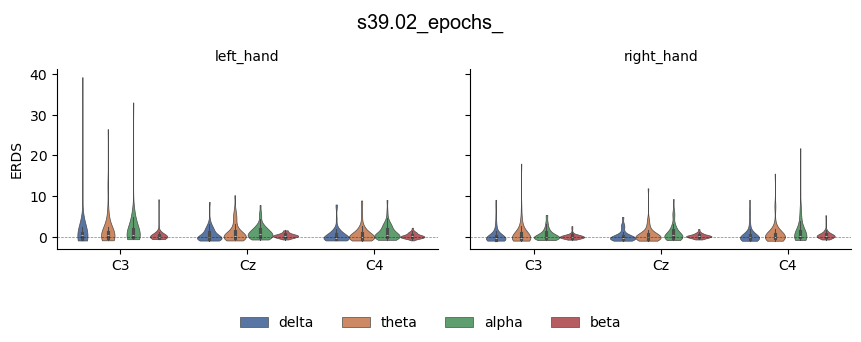 s39.02_epochs_
left_hand
right_hand
ERDS
40
30
20
10
0
C3
Cz
C4
C3
Cz
C4
delta
theta
alpha
beta